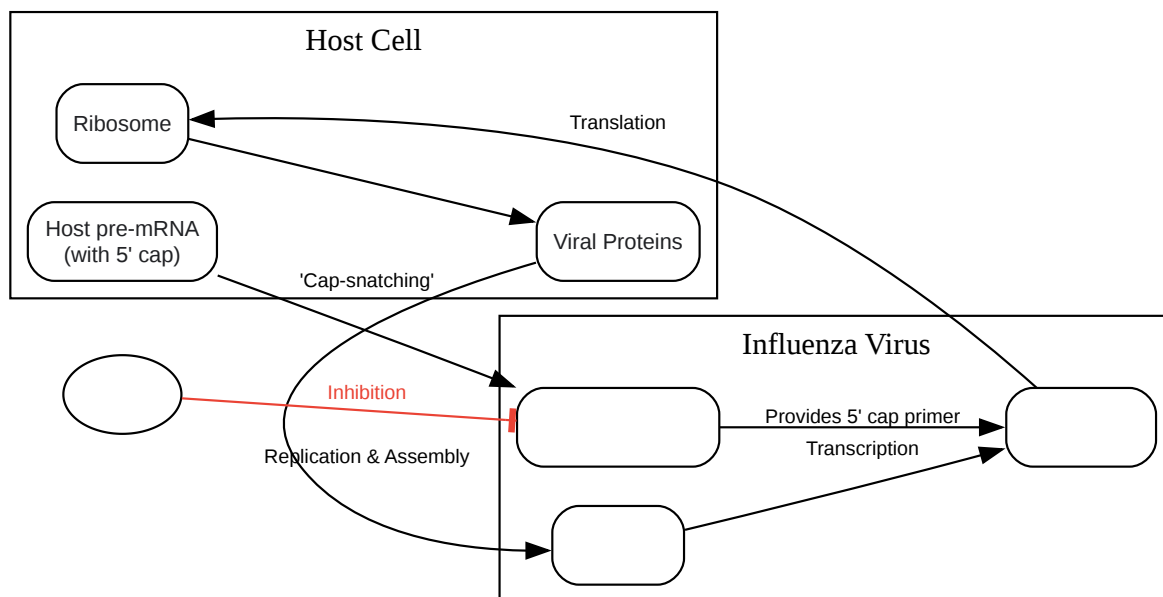 Host Cell
Ribosome
Translation
Host pre-mRNA
(with 5' cap)
Viral Proteins
'Cap-snatching'
Influenza Virus
Inhibition
Provides 5' cap primer
Transcription
Replication & Assembly